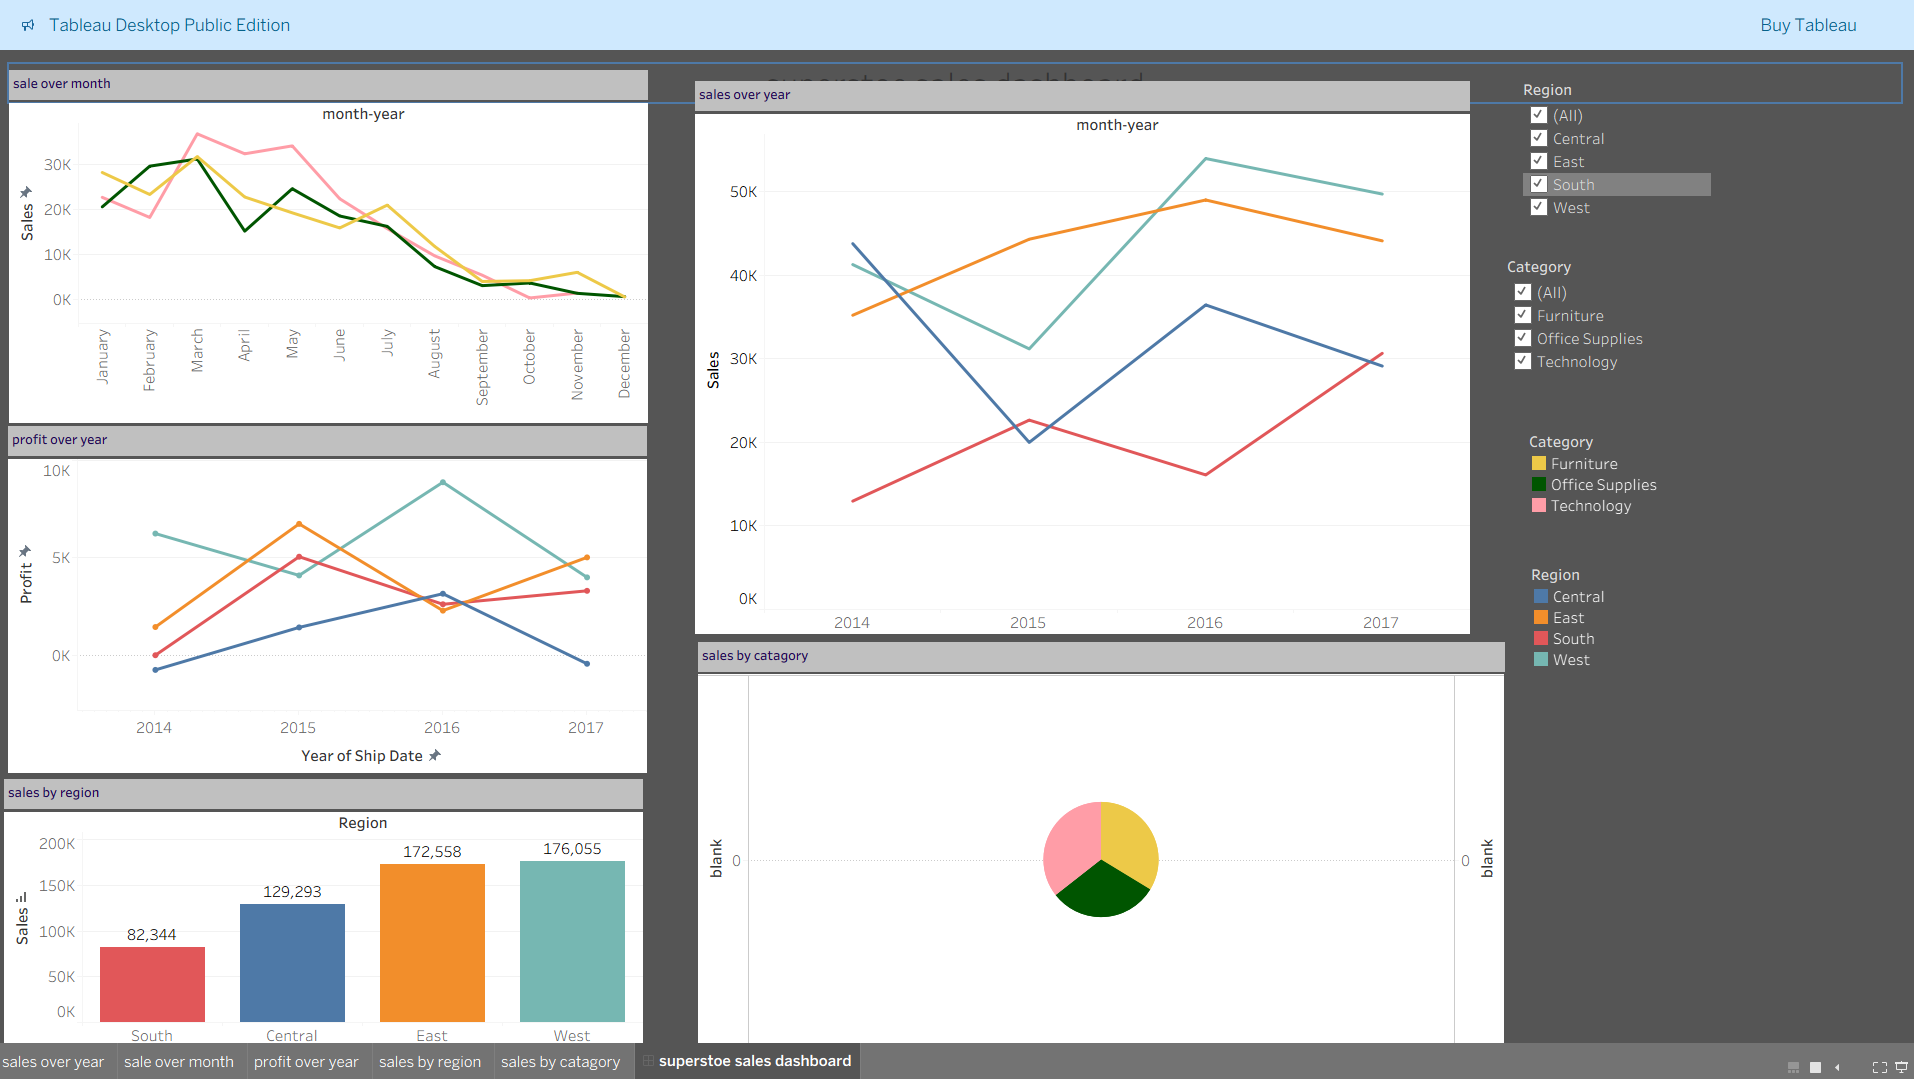 Tableau Desktop Public Edition
Buy Tableau
superstoe sales dashboard
sale over month
month-year
30K
20K
10K
0K
Sales
January
February
March
April
May
June
July
August
September
October
November
December
profit over year
10K
5K
0K
Profit
2014
2015
2016
2017
Year of Ship Date
sales by region
Region
200K
150K
100K
50K
0K
Sales
82,344
129,293
172,558
176,055
South
Central
East
West
sales over year
month-year
50K
40K
30K
20K
10K
0K
Sales
2014
2015
2016
2017
sales by catagory
blank
0
0
blank
Region
(All)
Central
East
South
West
Category
(All)
Furniture
Office Supplies
Technology
Category
Furniture
Office Supplies
Technology
Region
Central
East
South
West
sales over year
sale over month
profit over year
sales by region
sales by catagory
superstoe sales dashboard